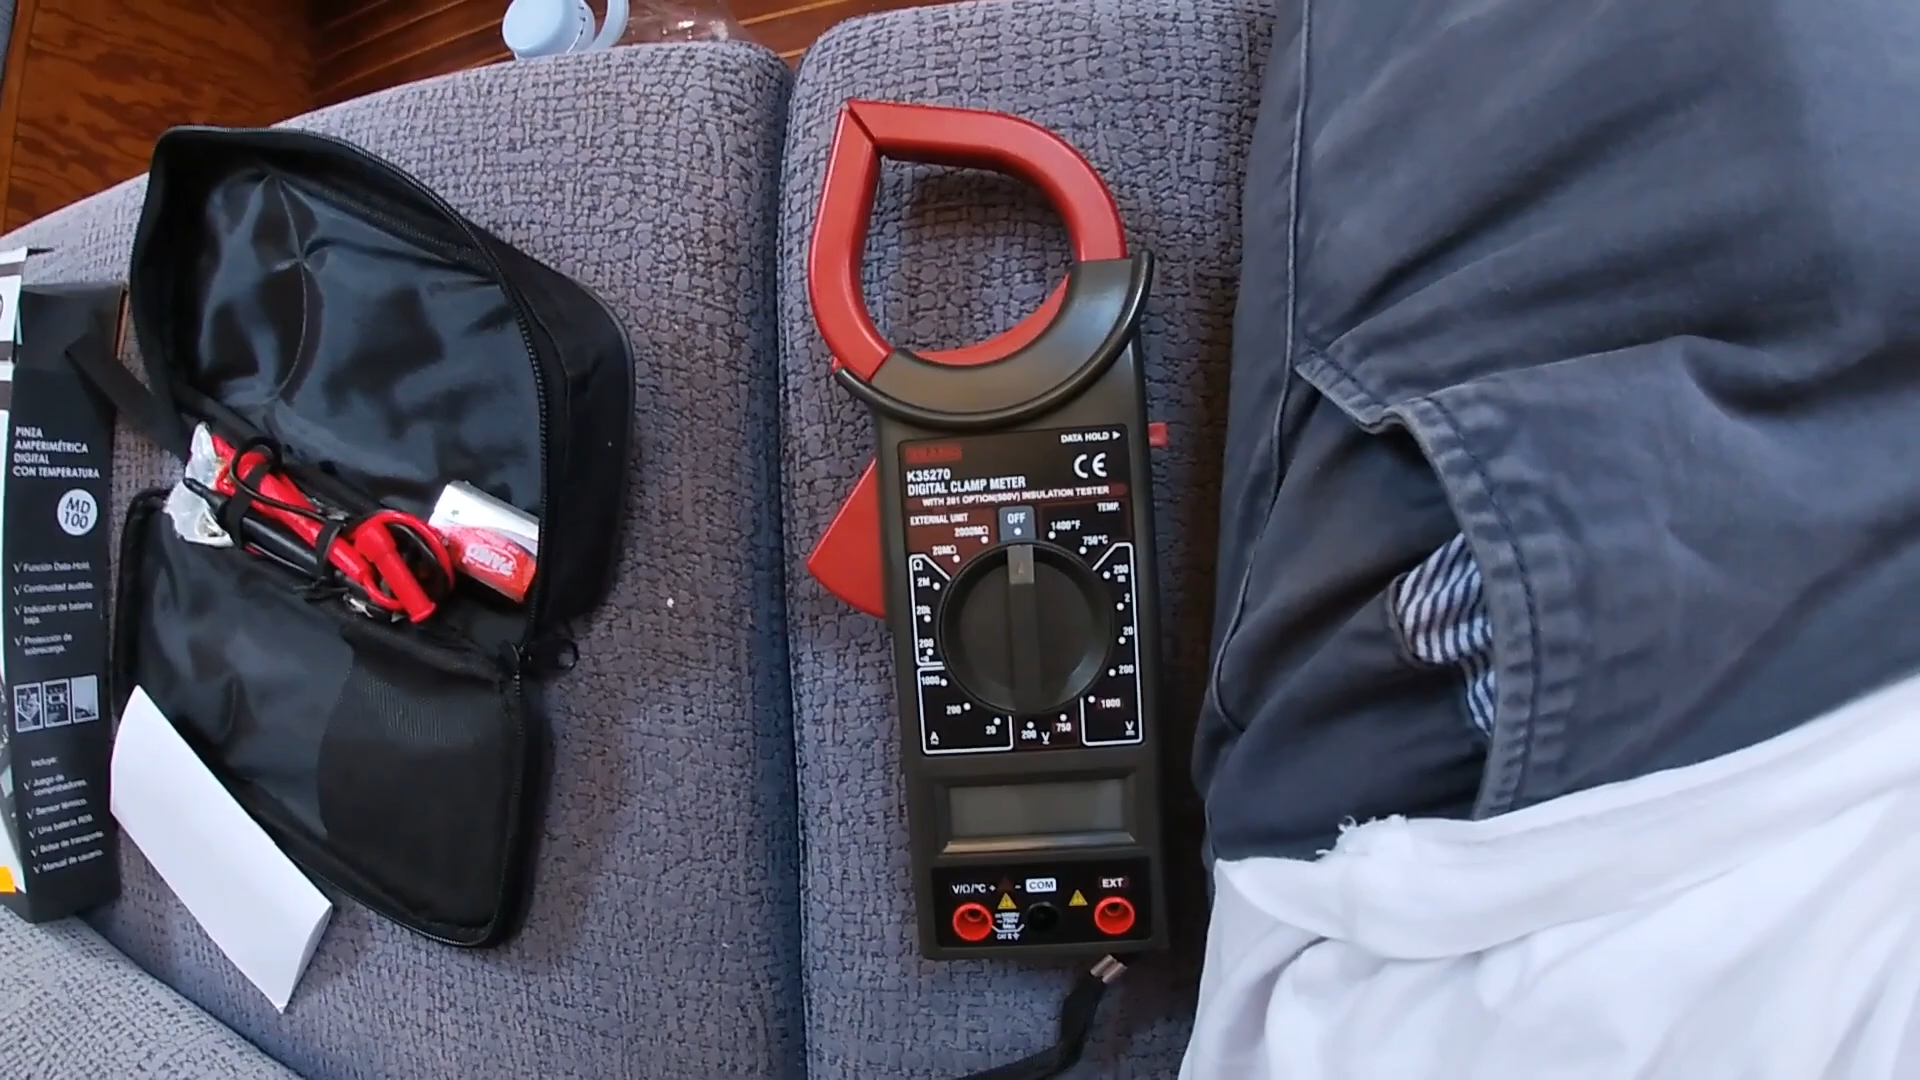 PINZA
AMPERIMÉTRICA
DIGITAL
CON TEMPERATURA
MD
100
√ Función Data-Hold.
√ Continuidad audible.
√ Indicador de batería
baja.
√ Protección de
sobrecarga.
Incluye:
√ Juego de
comprobadores.
√ Sensor térmico.
√ Una batería
√ Bolsa de transporte.
√ Manual de usuario.
DATA HOLD ▶
CE
K35270
DIGITAL CLAMP METER
WITH 261 OPTION(500V) INSULATION TESTER
EXTERNAL UNIT
OFF
TEMP.
2000MΩ
1400°F
20MΩ
750°C
Ω
200
m
2M
2
20k
20
200
200
1000
1000
200
20
200
750
A
V
V
V/Ω/°C + - COM
EXT